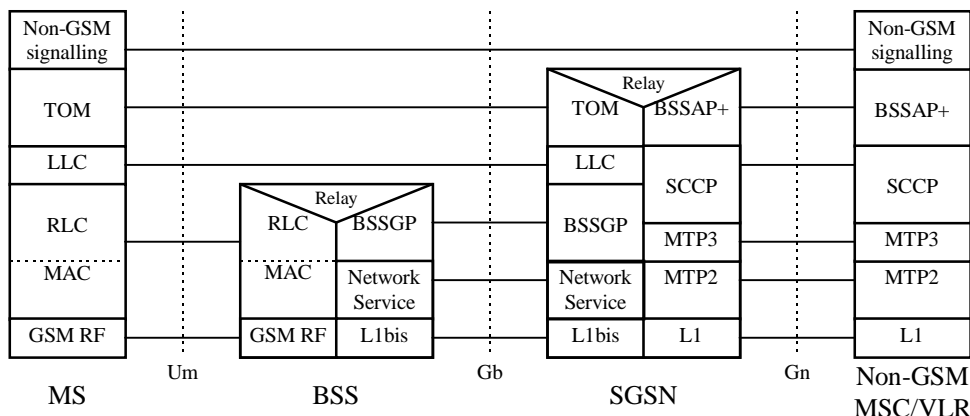 Non-GSM
signalling
TOM
LLC
RLC
MAC
GSM RF
MS
Um
Relay
RLC
BSSGP
MAC
Network
Service
GSM RF
L1bis
BSS
Gb
Relay
TOM
BSSAP+
LLC
SCCP
BSSGP
MTP3
Network
Service
MTP2
L1bis
L1
SGSN
Gn
Non-GSM
signalling
BSSAP+
SCCP
MTP3
MTP2
L1
Non-GSM
MSC/VLR